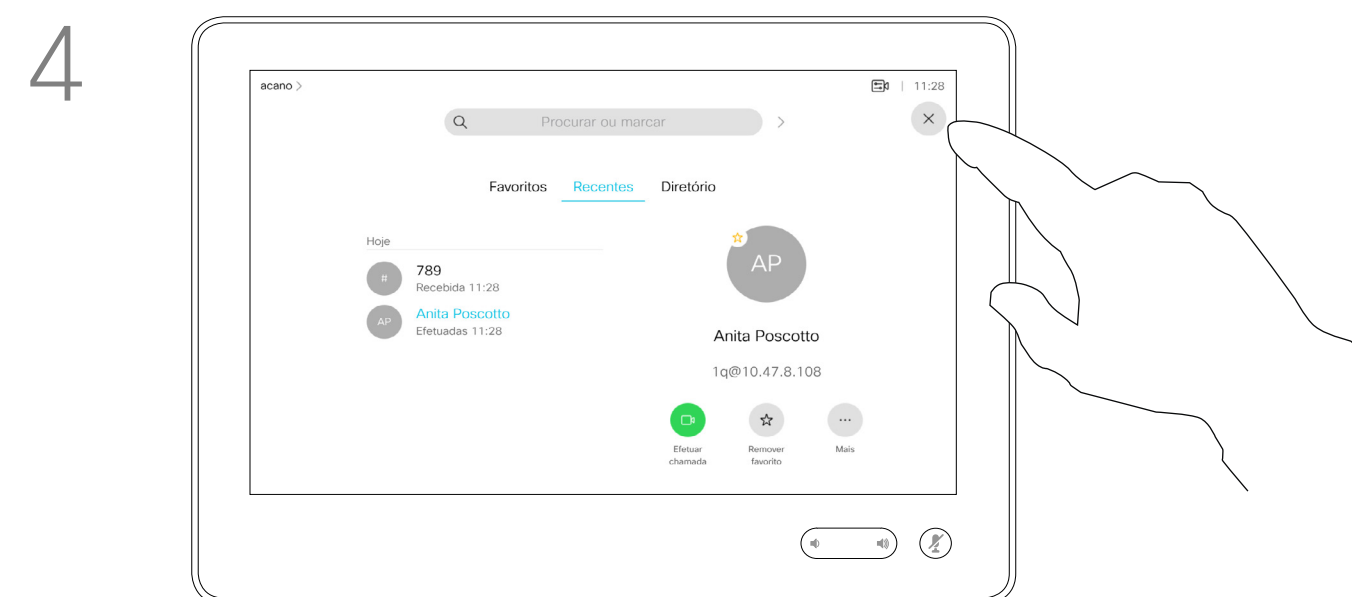 4
acano >
11:28
Procurar ou marcar
Favoritos Recentes Diretório
Hoje
#
789
Recebida 11:28
AP
Anita Poscotto
Efetuadas 11:28
AP
Anita Poscotto
1q@10.47.8.108
Efetuar
chamada
Remover
favorito
Mais